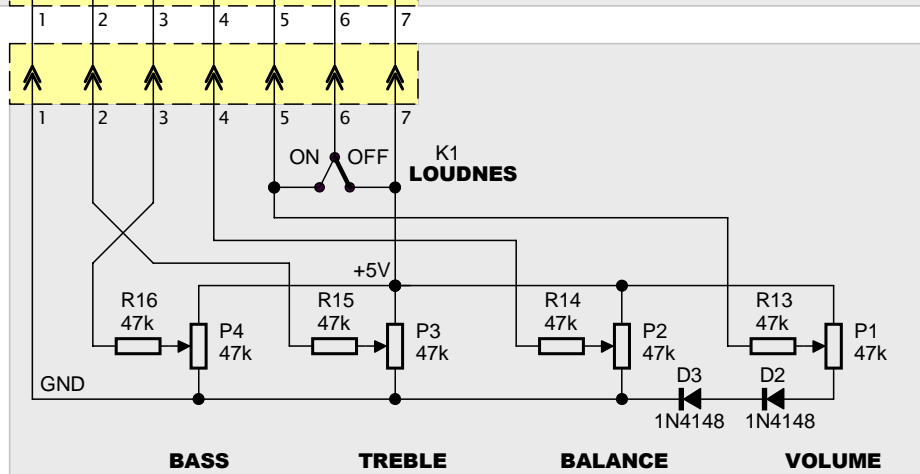 1 2 3 4 5 6 7
1 2 3 4 5 6 7
ON OFF K1
LOUDNES
+5V
R16 R15 R14 R13
47k 47k 47k 47k
P4 P3 P2 P1
47k 47k 47k 47k
GND
D3 D2
1N4148 1N4148
BASS TREBLE BALANCE VOLUME